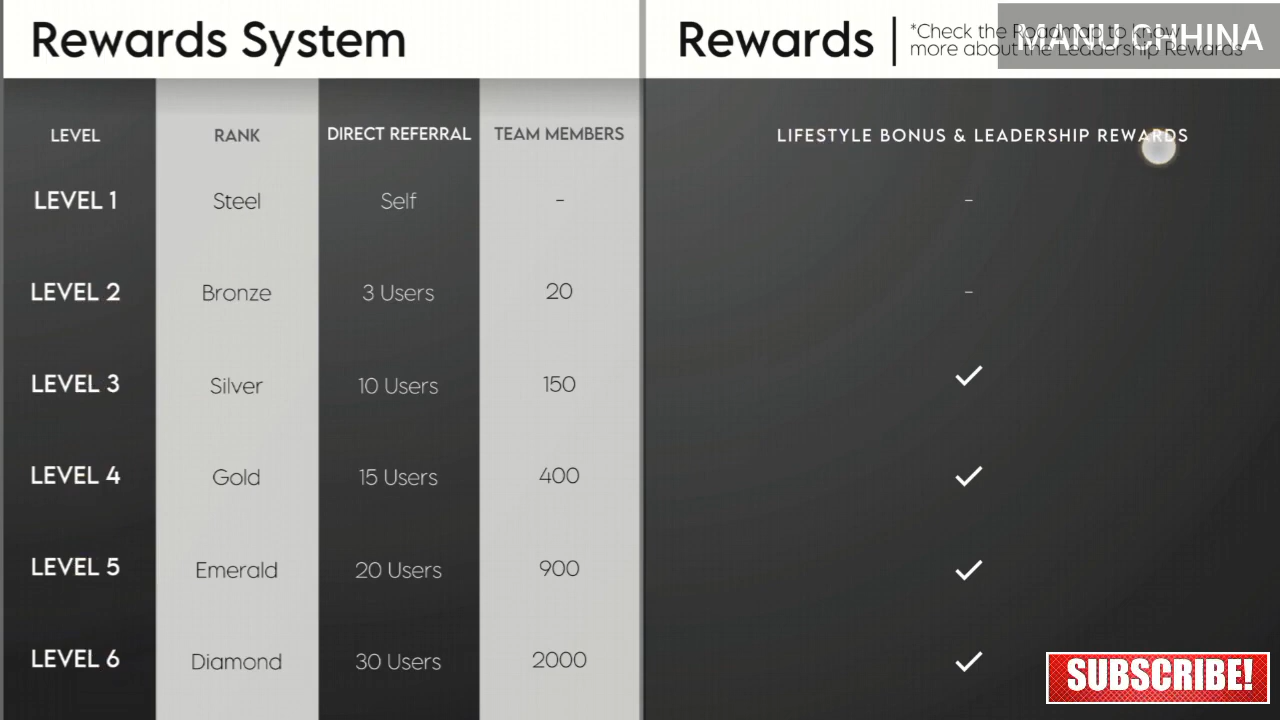 Rewards System
Rewards
*Check the Roadmap to know
more about the Leadership Rewards
MANU CHHINA
LEVEL RANK DIRECT REFERRAL TEAM MEMBERS LIFESTYLE BONUS & LEADERSHIP REWARDS
LEVEL 1 Steel Self - -
LEVEL 2 Bronze 3 Users 20 -
LEVEL 3 Silver 10 Users 150
LEVEL 4 Gold 15 Users 400
LEVEL 5 Emerald 20 Users 900
LEVEL 6 Diamond 30 Users 2000
SUBSCRIBE!